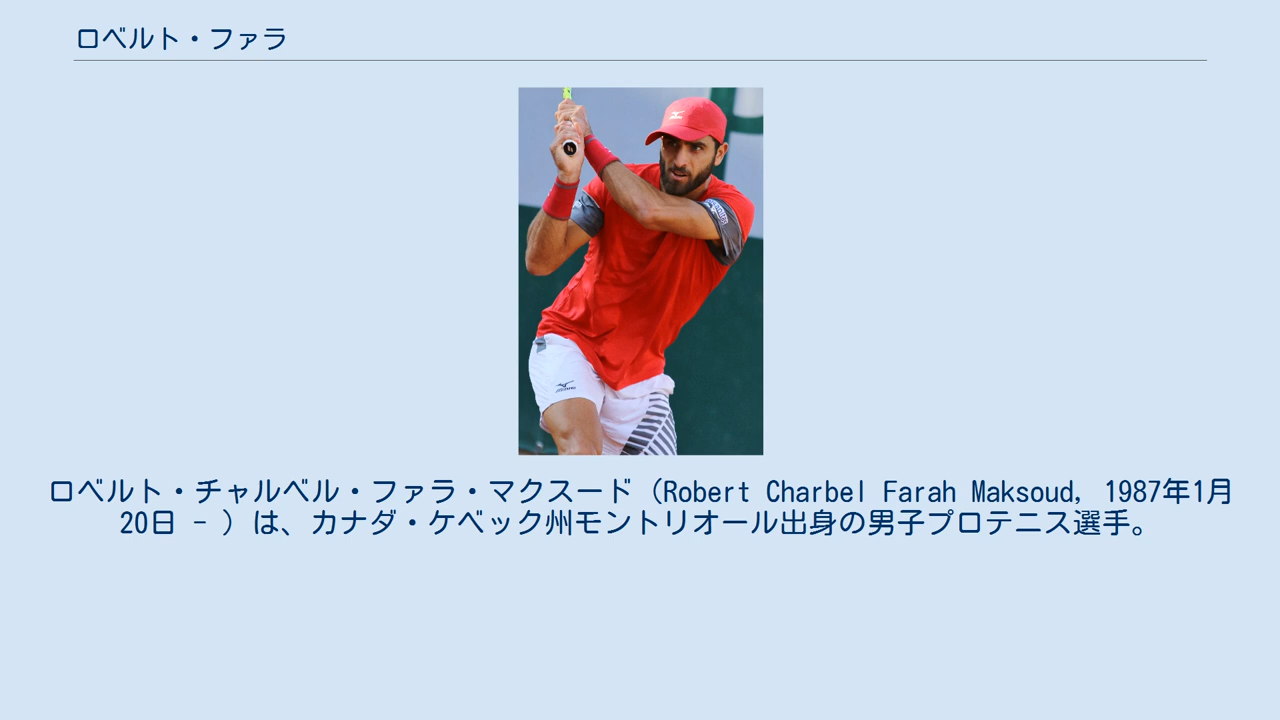 ロベルト・ファラ
ロベルト・チャルベル・ファラ・マクスード（Robert Charbel Farah Maksoud, 1987年1月
20日 - ）は、カナダ・ケベック州モントリオール出身の男子プロテニス選手。